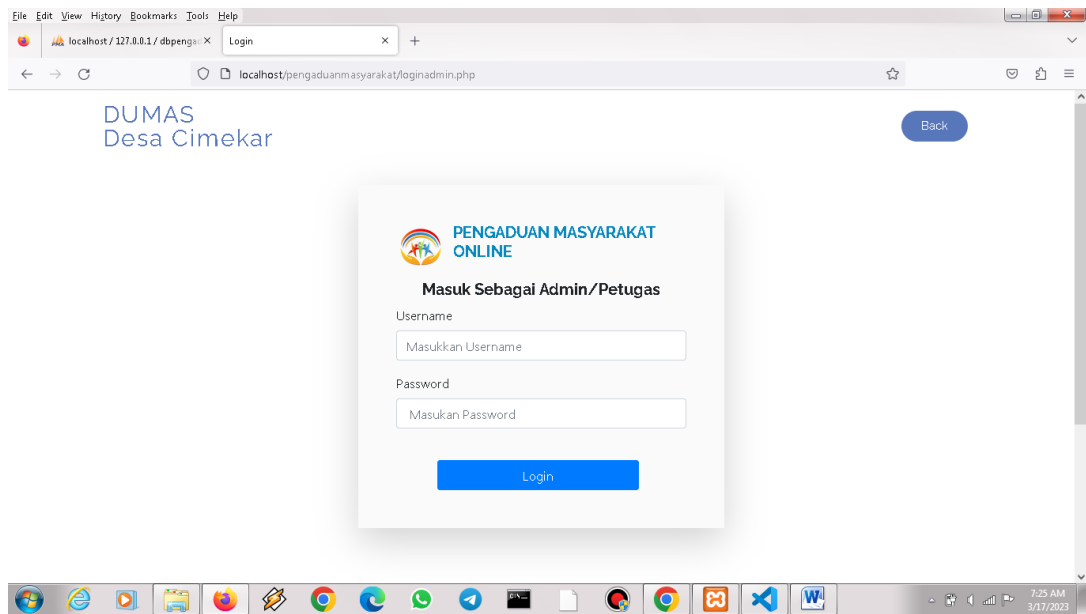 File Edit View History Bookmarks Tools Help
localhost / 127.0.0.1 / dbpengad
Login
localhost/pengaduanmasyarakat/loginadmin.php
DUMAS
Desa Cimekar
Back
PENGADUAN MASYARAKAT
ONLINE
Masuk Sebagai Admin/Petugas
Username
Masukkan Username
Password
Masukan Password
Login
7:25 AM
3/17/2023